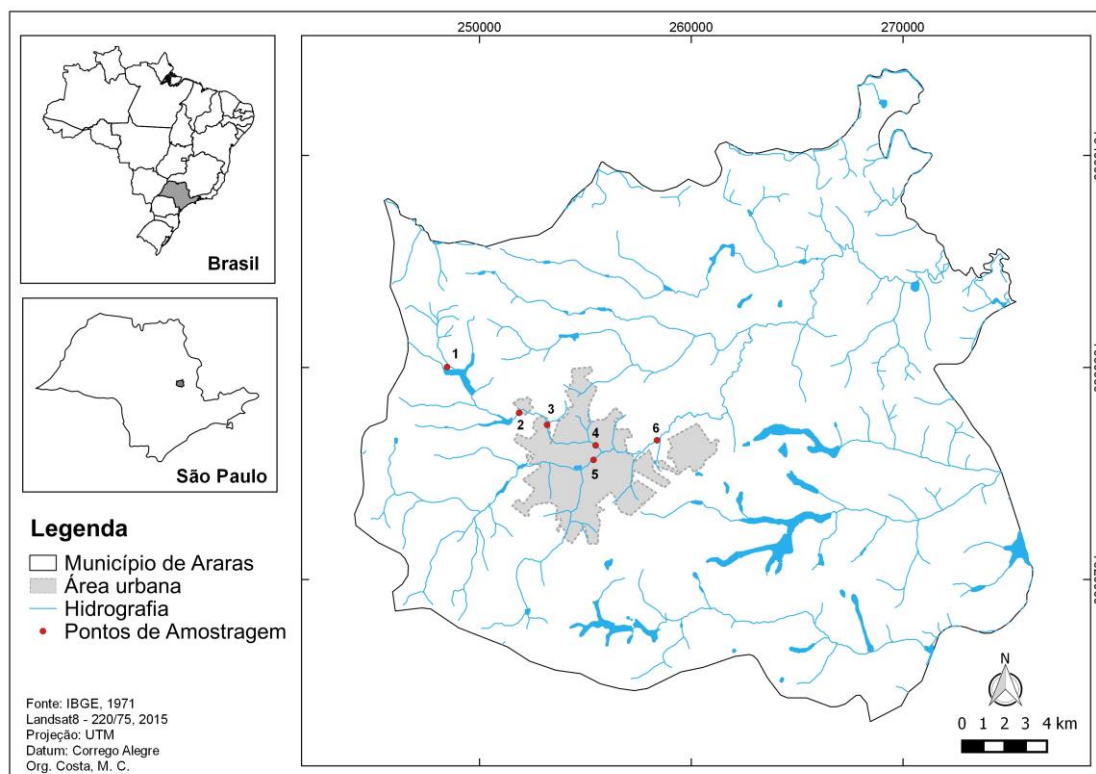 250000
260000
270000
Brasil
São Paulo
1
2
3
4
5
6
Legenda
Município de Araras
Área urbana
Hidrografia
Pontos de Amostragem
Fonte: IBGE, 1971
Landsat8 - 220/75, 2015
Projeção: UTM
Datum: Corrego Alegre
Org. Costa, M. C.
N
0 1 2 3 4 km